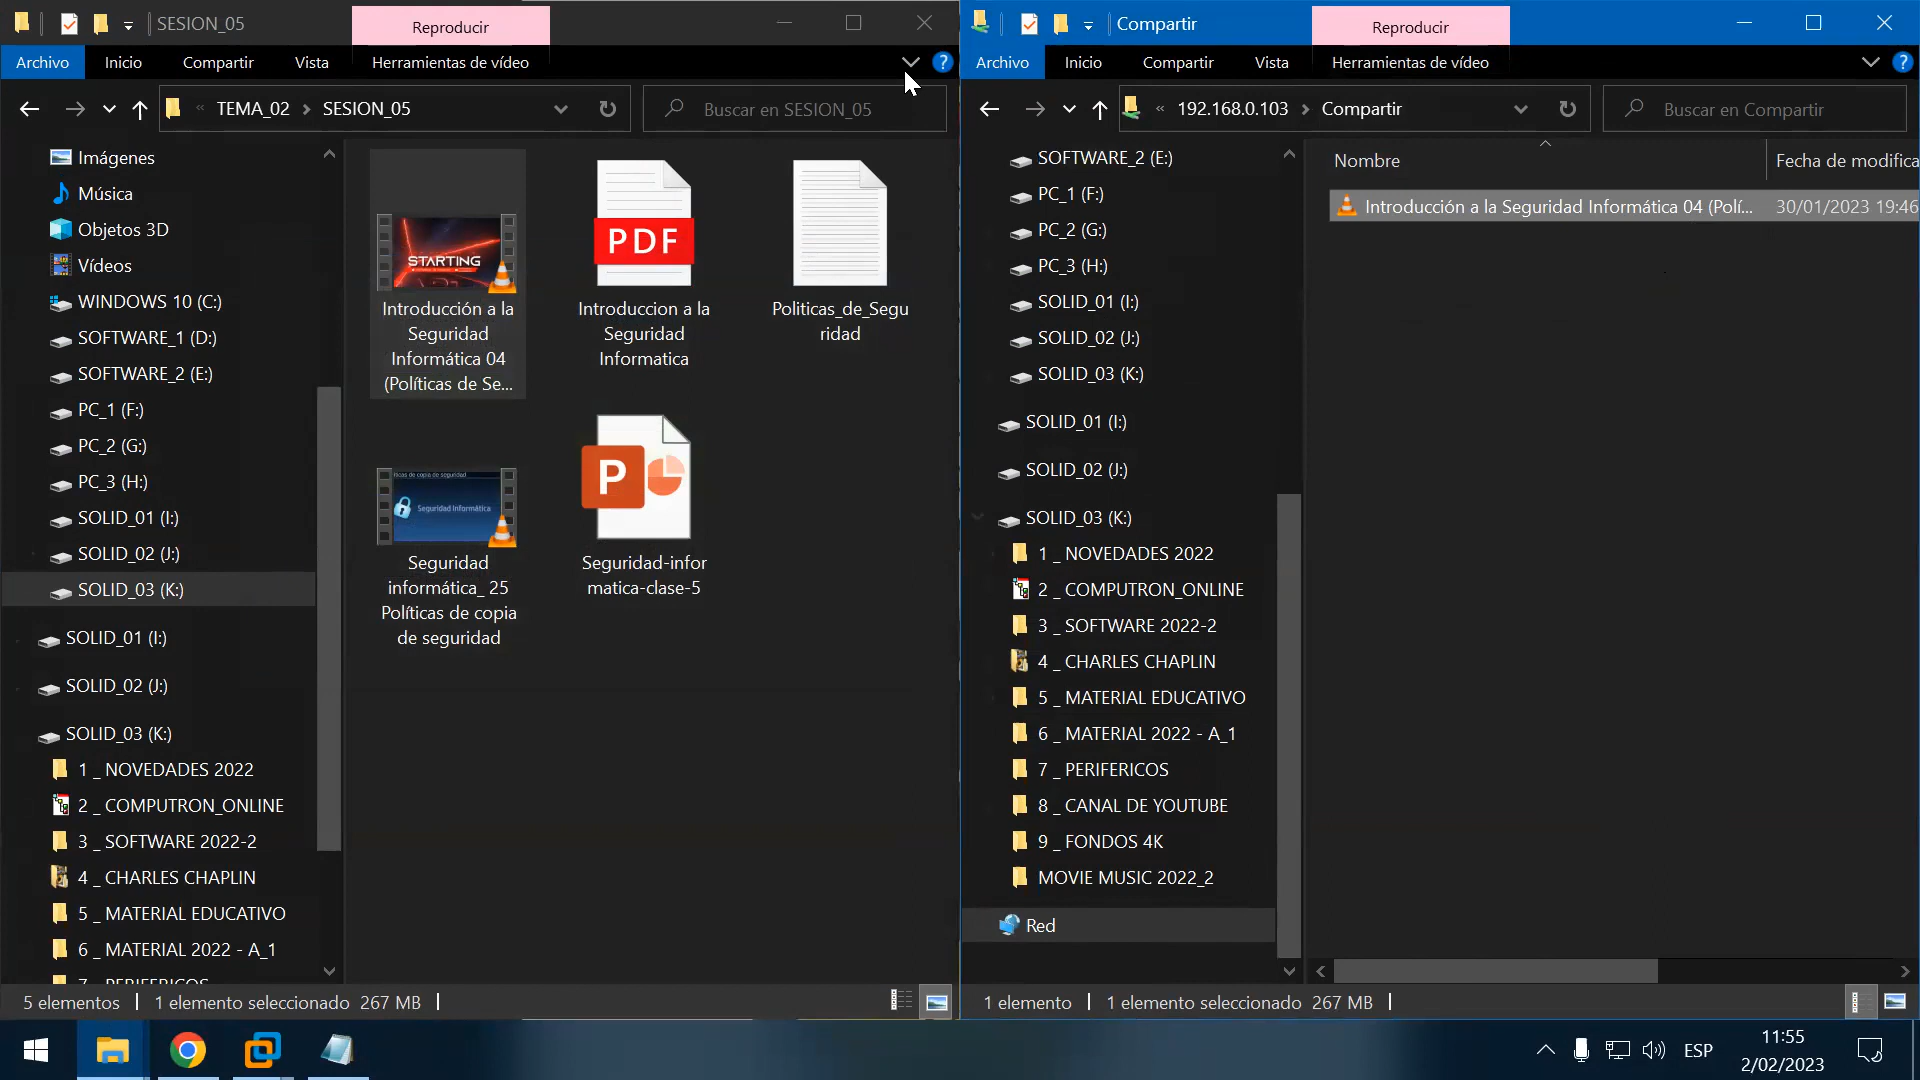 SESION_05
Reproducir
Archivo Inicio Compartir Vista Herramientas de vídeo
« TEMA_02 > SESION_05
Buscar en SESION_05
Imágenes
Música
Objetos 3D
Vídeos
WINDOWS 10 (C:)
SOFTWARE_1 (D:)
SOFTWARE_2 (E:)
PC_1 (F:)
PC_2 (G:)
PC_3 (H:)
SOLID_01 (I:)
SOLID_02 (J:)
SOLID_03 (K:)
SOLID_01 (I:)
SOLID_02 (J:)
SOLID_03 (K:)
1 _ NOVEDADES 2022
2 _ COMPUTRON_ONLINE
3 _ SOFTWARE 2022-2
4 _ CHARLES CHAPLIN
5 _ MATERIAL EDUCATIVO
6 _ MATERIAL 2022 - A_1
7 _ PERIFERICOS
STARTING
Introducción a la
Seguridad
Informática 04
(Políticas de Se...
PDF
Introduccion a la
Seguridad
Informatica
Politicas_de_Segu
ridad
Seguridad Informática
Seguridad
informática_ 25
Políticas de copia
de seguridad
P
Seguridad-infor
matica-clase-5
5 elementos 1 elemento seleccionado 267 MB
Compartir
Reproducir
Archivo Inicio Compartir Vista Herramientas de vídeo
« 192.168.0.103 > Compartir
Buscar en Compartir
SOFTWARE_2 (E:)
PC_1 (F:)
PC_2 (G:)
PC_3 (H:)
SOLID_01 (I:)
SOLID_02 (J:)
SOLID_03 (K:)
SOLID_01 (I:)
SOLID_02 (J:)
SOLID_03 (K:)
1 _ NOVEDADES 2022
2 _ COMPUTRON_ONLINE
3 _ SOFTWARE 2022-2
4 _ CHARLES CHAPLIN
5 _ MATERIAL EDUCATIVO
6 _ MATERIAL 2022 - A_1
7 _ PERIFERICOS
8 _ CANAL DE YOUTUBE
9 _ FONDOS 4K
MOVIE MUSIC 2022_2
Red
Nombre Fecha de modifica
Introducción a la Seguridad Informática 04 (Polí... 30/01/2023 19:46
1 elemento 1 elemento seleccionado 267 MB
ESP
11:55
2/02/2023